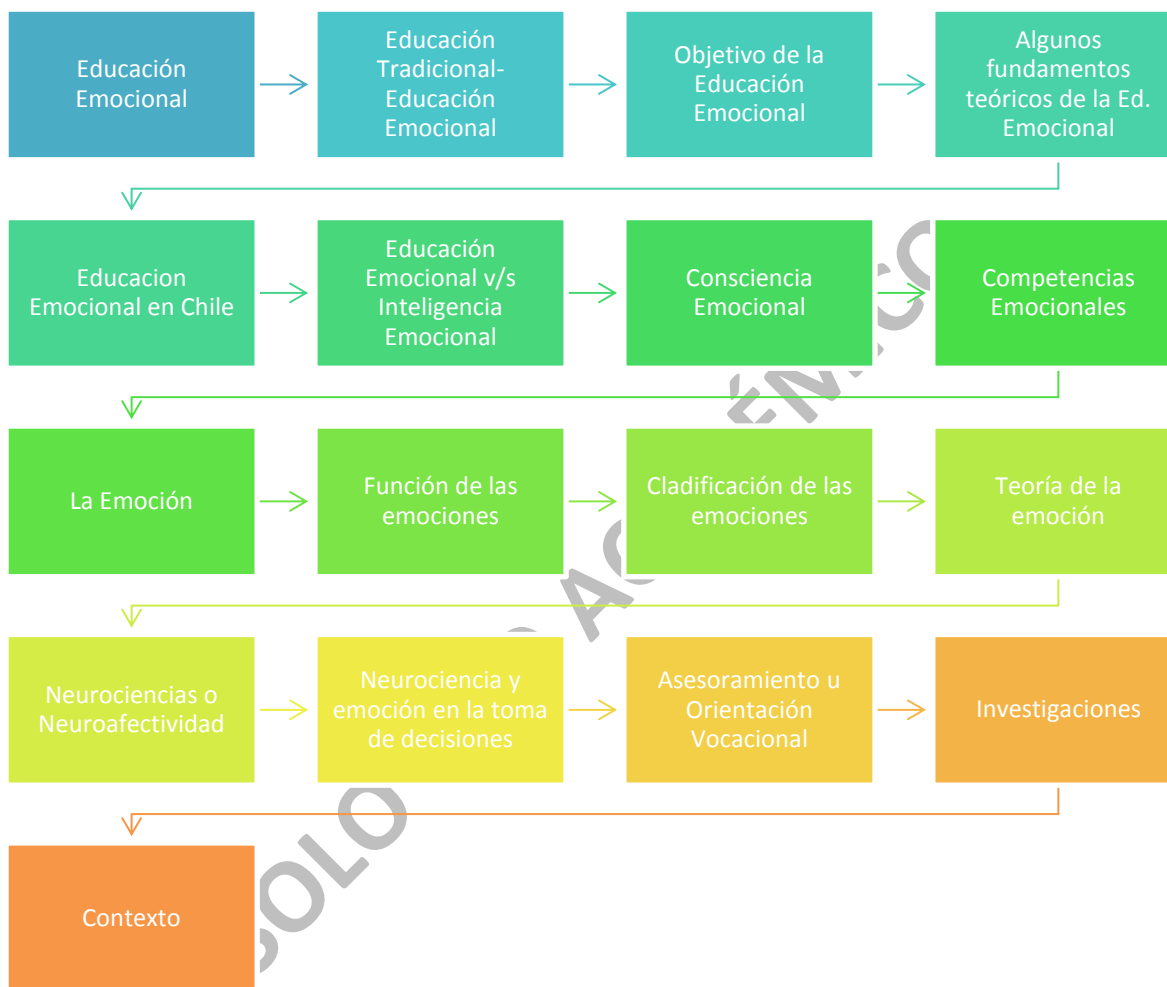 Educación
Emocional
Educación
Tradicional-
Educación
Emocional
Objetivo de la
Educación
Emocional
Algunos
fundamentos
teóricos de la Ed.
Emocional
Educacion
Emocional en Chile
Educación
Emocional v/s
Inteligencia
Emocional
Consciencia
Emocional
Competencias
Emocionales
La Emoción
Función de las
emociones
Cladificación de las
emociones
Teoría de la
emoción
Neurociencias o
Neuroafectividad
Neurociencia y
emoción en la toma
de decisiones
Asesoramiento u
Orientación
Vocacional
Investigaciones
Contexto
SOLO